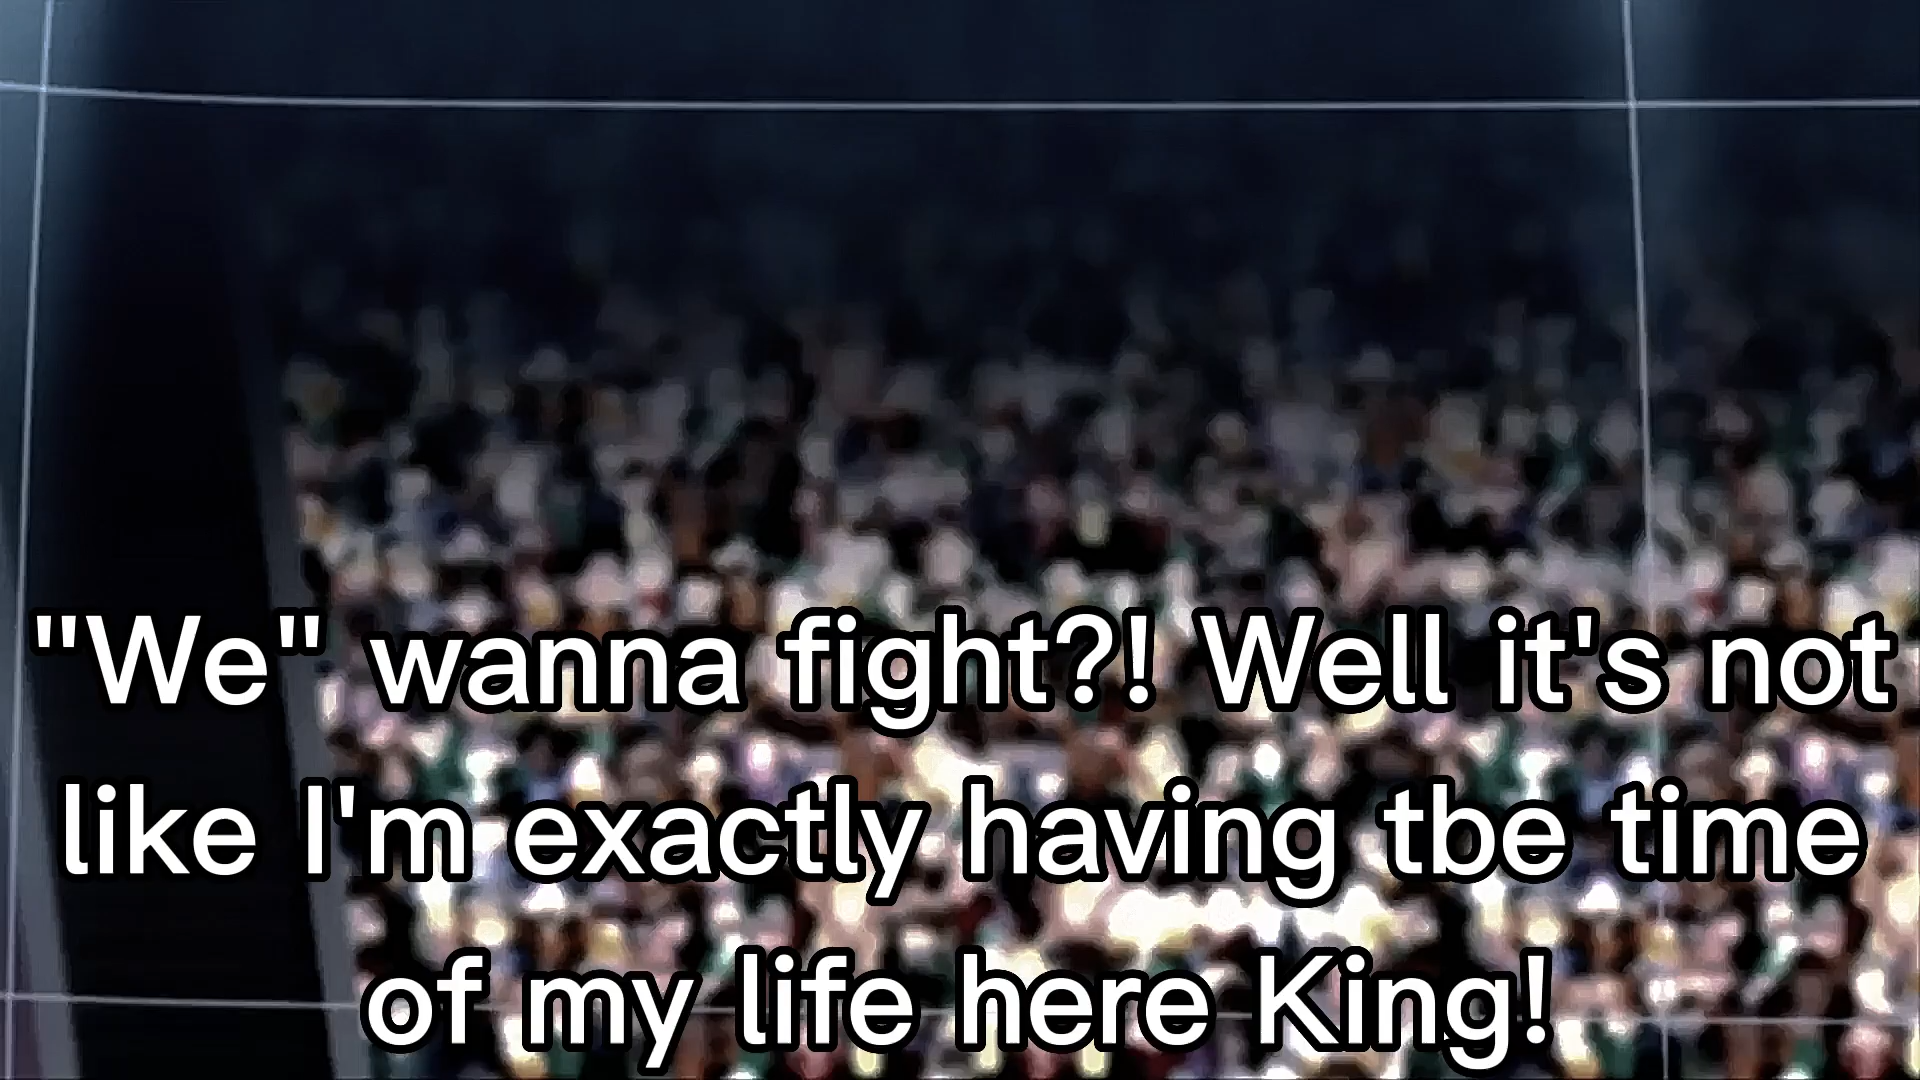 "We" wanna fight?! Well it's not
like I'm exactly having tbe time
of my life here King!